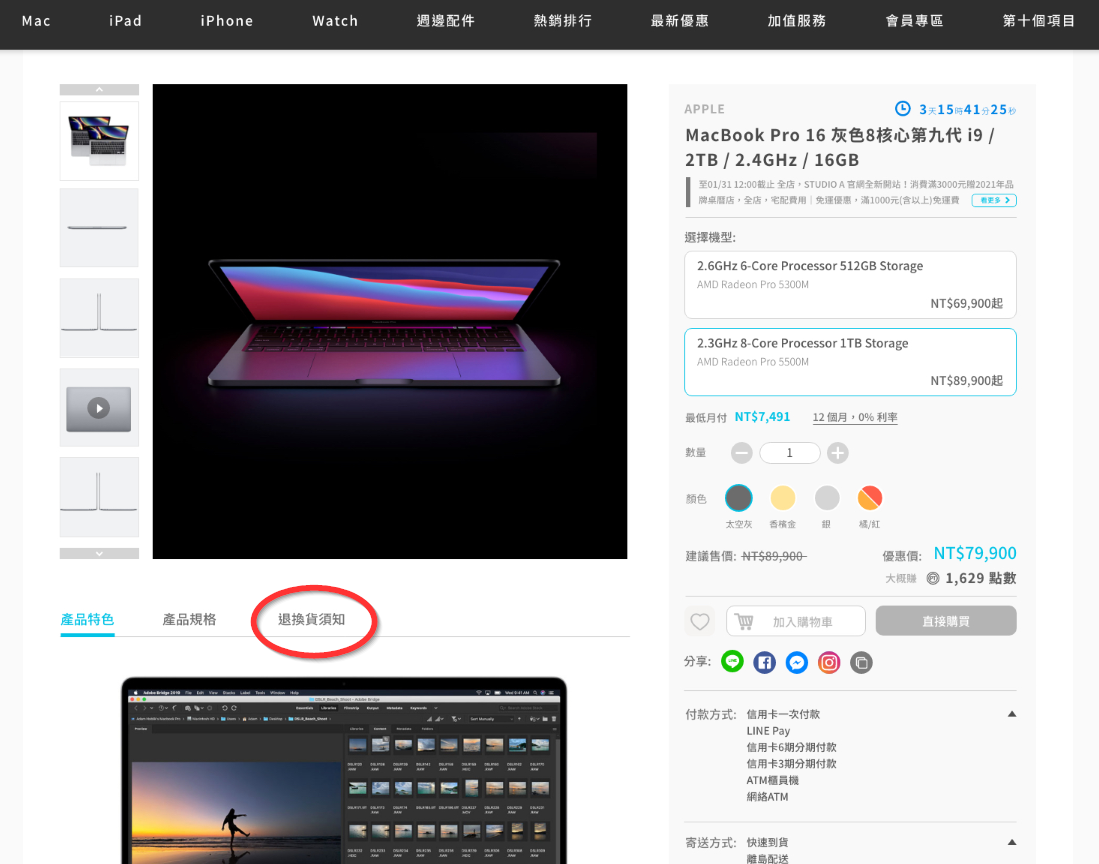 Mac iPad iPhone Watch 週邊配件 熱銷排行 最新優惠 加值服務 會員專區 第十個項目
APPLE
3天15時41分25秒
MacBook Pro 16 灰色8核心第九代 i9 /
2TB / 2.4GHz / 16GB
至01/31 12:00截止 全店，STUDIO A 官網全新開站！消費滿3000元贈2021年品
牌桌曆店，全店，宅配費用｜免運優惠，滿1000元(含以上)免運費
看更多
選擇機型:
2.6GHz 6-Core Processor 512GB Storage
AMD Radeon Pro 5300M
NT$69,900起
2.3GHz 8-Core Processor 1TB Storage
AMD Radeon Pro 5500M
NT$89,900起
最低月付 NT$7,491 12 個月，0% 利率
數量 1
顏色
太空灰 香檳金 銀 橘/紅
建議售價: NT$89,900 優惠價: NT$79,900
大概賺 1,629 點數
加入購物車 直接購買
分享:
LINE
付款方式: 信用卡一次付款
LINE Pay
信用卡6期分期付款
信用卡3期分期付款
ATM櫃員機
網絡ATM
寄送方式: 快速到貨
離島配送
產品特色 產品規格 退換貨須知
Adobe Bridge 2019 File Edit View Stacks Label Tools Window Help